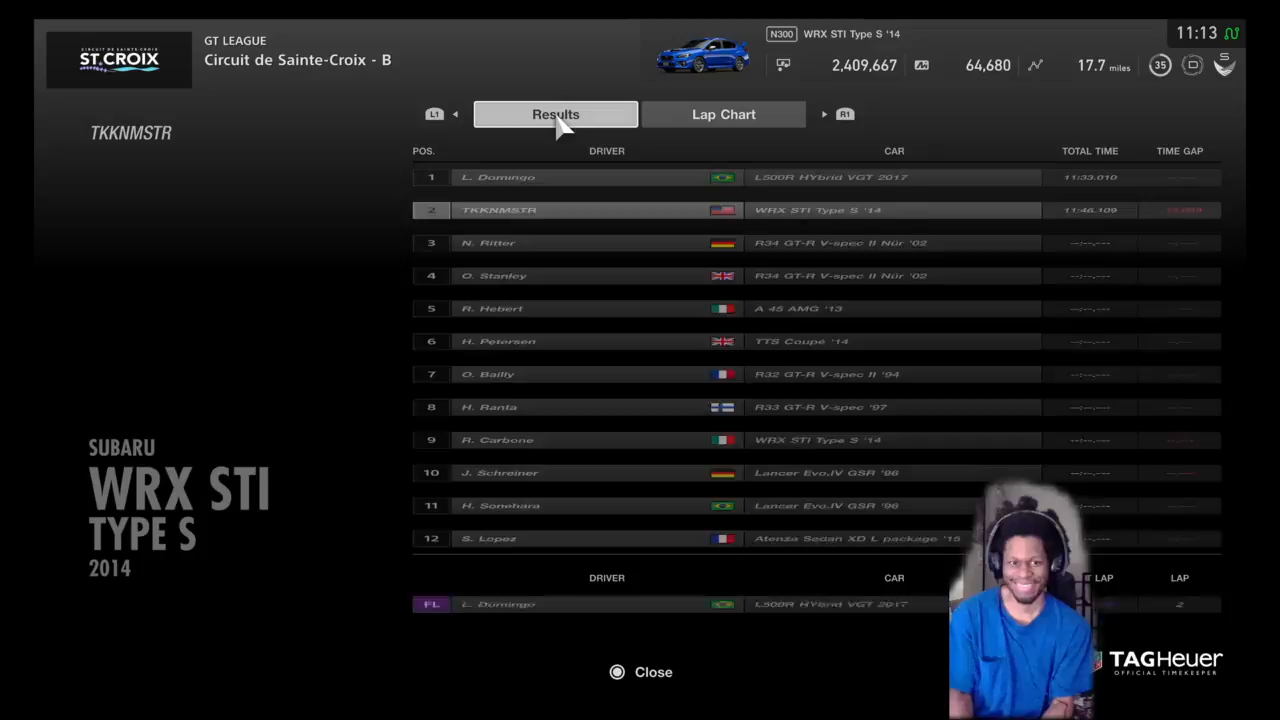 CIRCUIT DE SAINTE-CROIX
ST.CROIX
GT LEAGUE
Circuit de Sainte-Croix - B
N300 WRX STI Type S '14
2,409,667 64,680 17.7 miles 35 S
11:13
TKKNMSTR
L1 Results Lap Chart R1
POS. DRIVER CAR TOTAL TIME TIME GAP
1 L. Domingo L500R HYbrid VGT 2017 11:33.010
2 TKKNMSTR WRX STI Type S '14 11:46.109
3 N. Ritter R34 GT-R V-spec II Nür '02 --:--.---
4 O. Stanley R34 GT-R V-spec II Nür '02 --:--.---
5 R. Hebert A 45 AMG '13 --:--.---
6 H. Petersen TTS Coupé '14 --:--.---
7 O. Bailly R32 GT-R V-spec II '94 --:--.---
8 H. Ranta R33 GT-R V-spec '97 --:--.---
9 R. Carbone WRX STI Type S '14 --:--.---
10 J. Schreiner Lancer Evo.IV GSR '96 --:--.---
11 H. Sonehara Lancer Evo.IV GSR '96 --:--.---
12 S. Lopez Atenza Sedan XD L package '15 --:--.---
DRIVER CAR LAP LAP
FL L. Domingo L500R HYbrid VGT 2017 2
SUBARU
WRX STI
TYPE S
2014
Close
TAGHeuer
OFFICIAL TIMEKEEPER